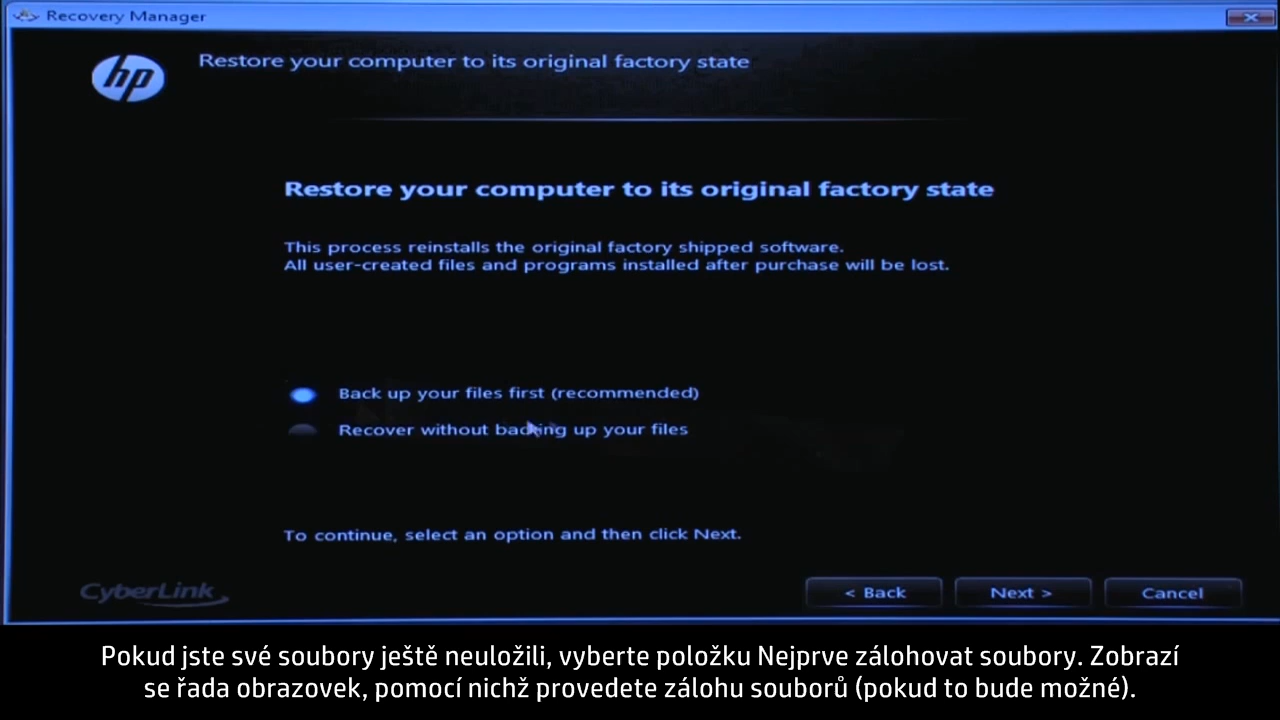 Recovery Manager
hp
Restore your computer to its original factory state
Restore your computer to its original factory state
This process reinstalls the original factory shipped software.
All user-created files and programs installed after purchase will be lost.
Back up your files first (recommended)
Recover without backing up your files
To continue, select an option and then click Next.
CyberLink
< Back
Next >
Cancel
Pokud jste své soubory ještě neuložili, vyberte položku Nejprve zálohovat soubory. Zobrazí
se řada obrazovek, pomocí nichž provedete zálohu souborů (pokud to bude možné).